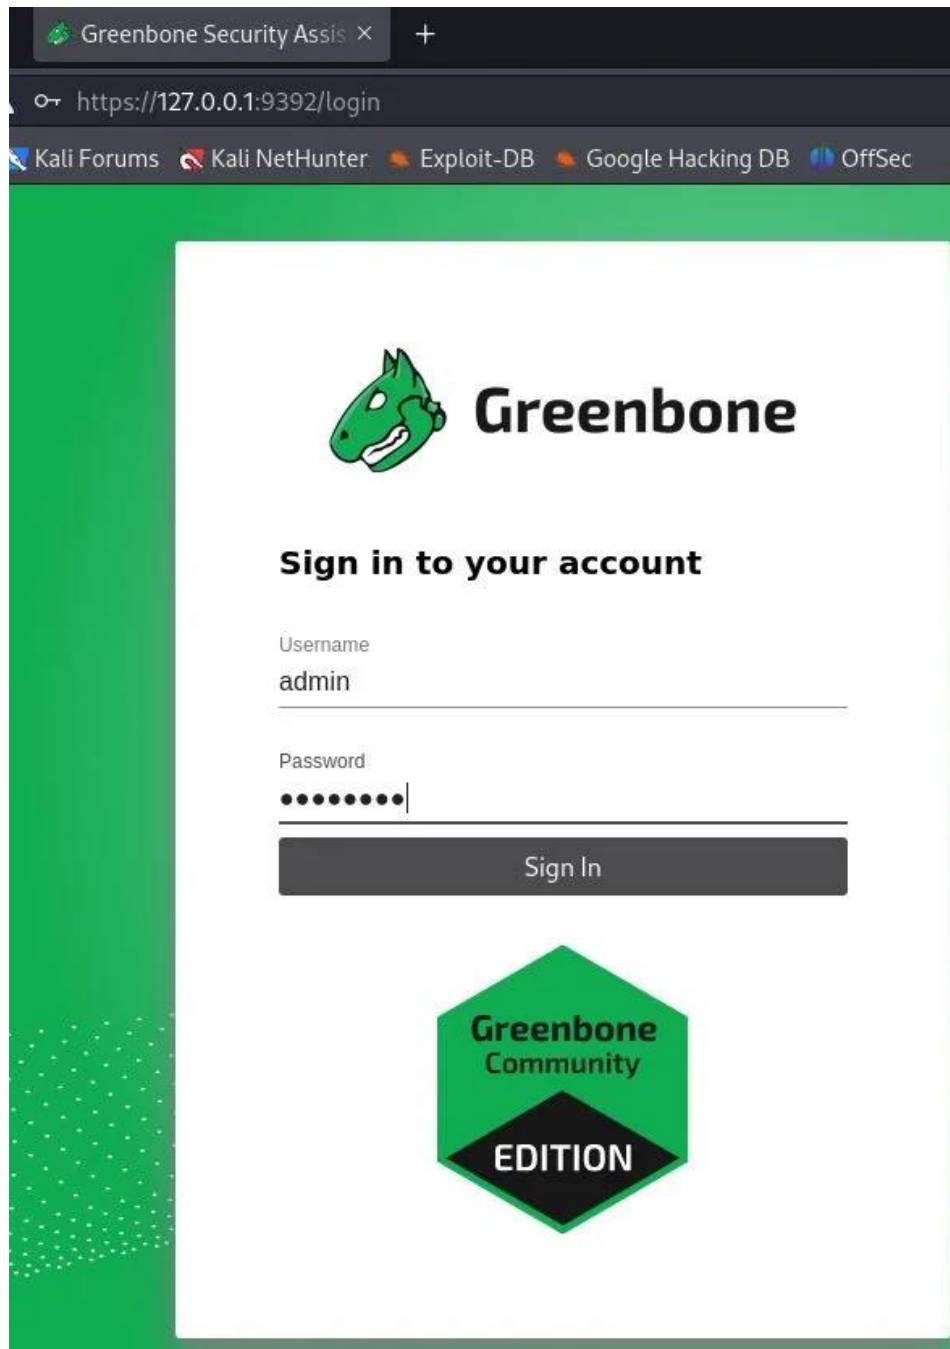 Greenbone Security Assis
https://127.0.0.1:9392/login
Kali Forums Kali NetHunter Exploit-DB Google Hacking DB OffSec
Greenbone
Sign in to your account
Username
admin
Password
••••••••
Sign In
Greenbone
Community
EDITION